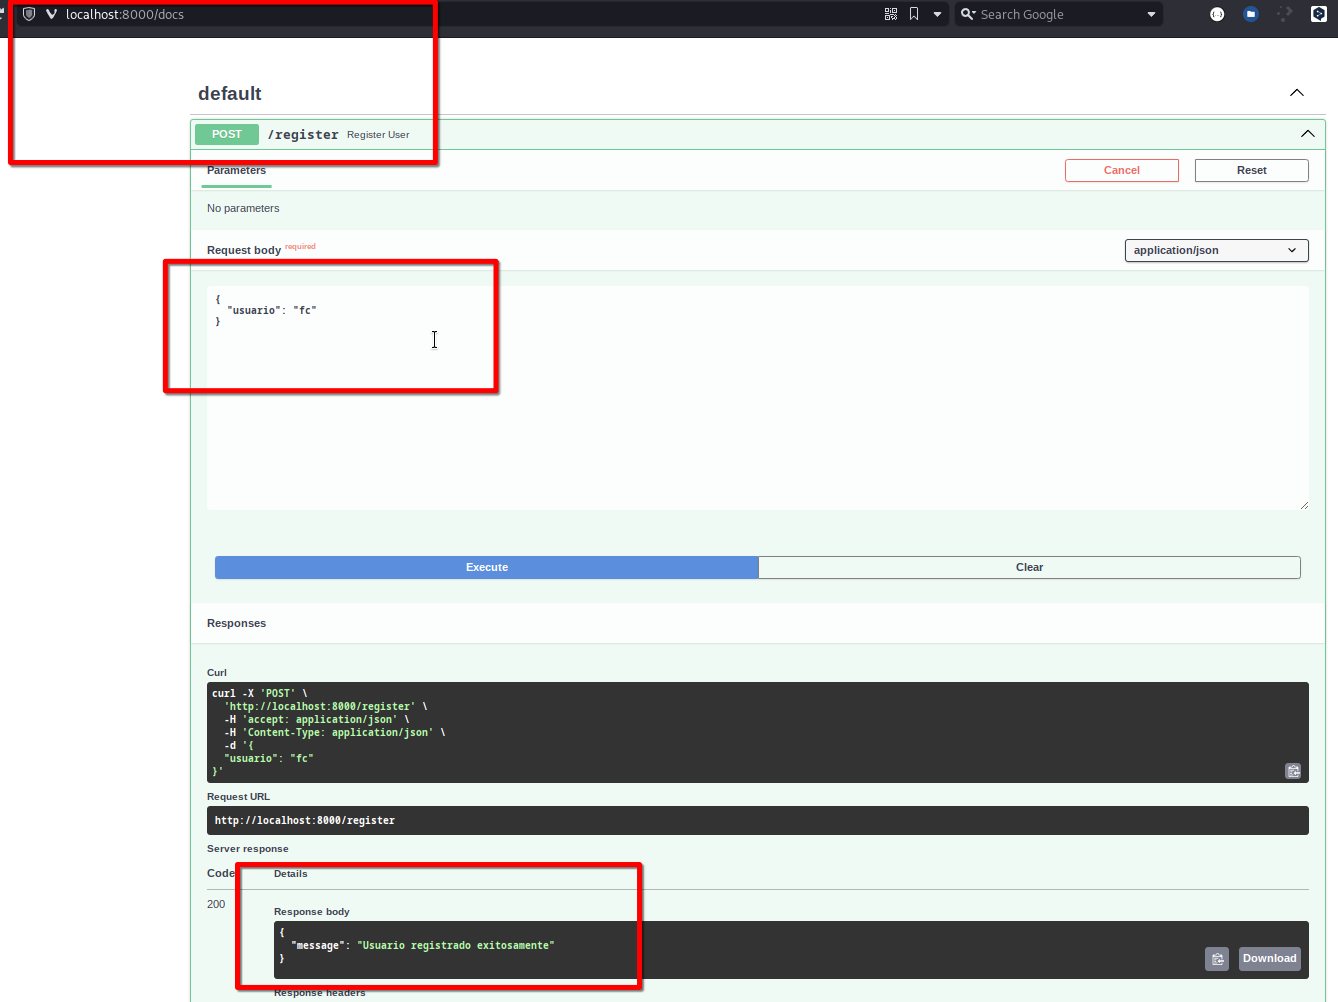 localhost:8000/docs
Search Google
default
POST /register Register User
Parameters
Cancel
Reset
No parameters
Request body required
application/json
{
"usuario": "fc"
}
Execute
Clear
Responses
Curl
curl -X 'POST' \
'http://localhost:8000/register' \
-H 'accept: application/json' \
-H 'Content-Type: application/json' \
-d '{
"usuario": "fc"
}'
Request URL
http://localhost:8000/register
Server response
Code Details
200
Response body
{
"message": "Usuario registrado exitosamente"
}
Download
Response headers